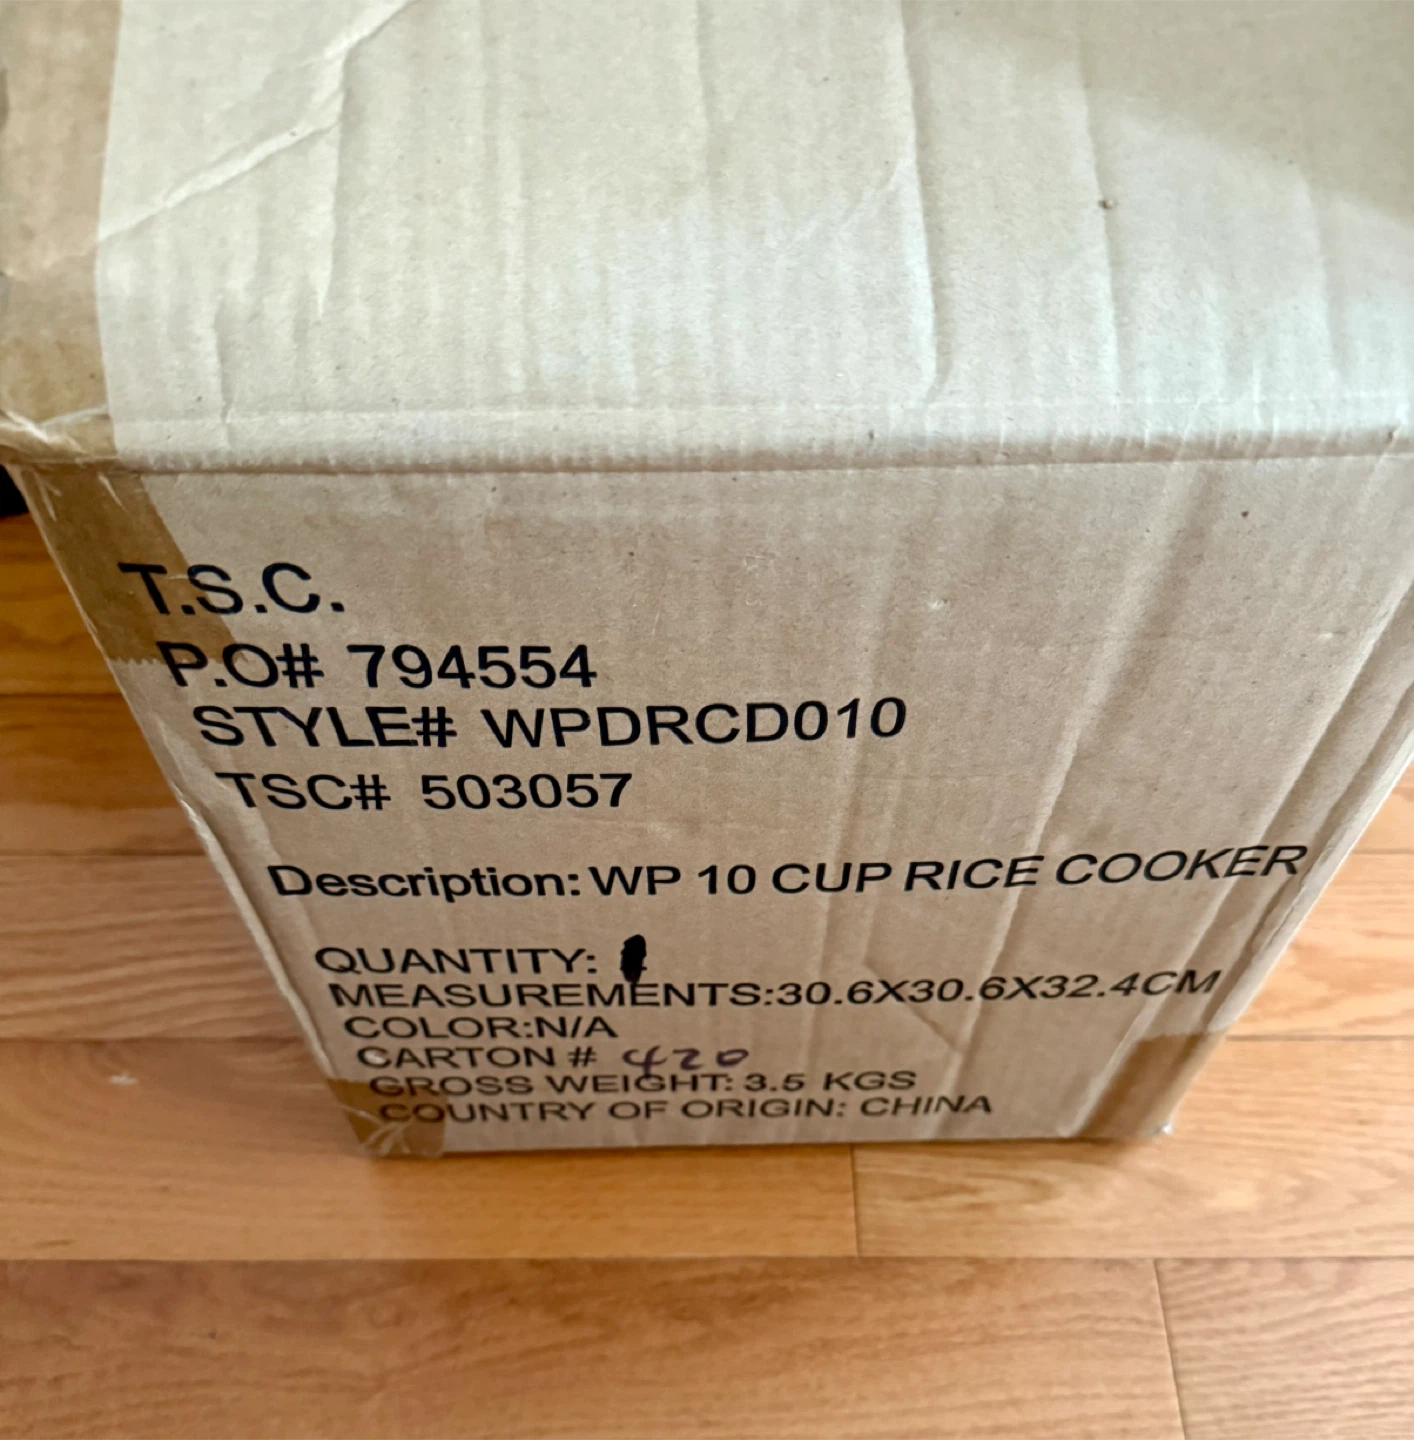 T.S.C.
P.O# 794554
STYLE# WPDRCD010
TSC# 503057
Description: WP 10 CUP RICE COOKER
QUANTITY:
MEASUREMENTS:30.6X30.6X32.4CM
COLOR:N/A
CARTON # 420
GROSS WEIGHT: 3.5 KGS
COUNTRY OF ORIGIN: CHINA